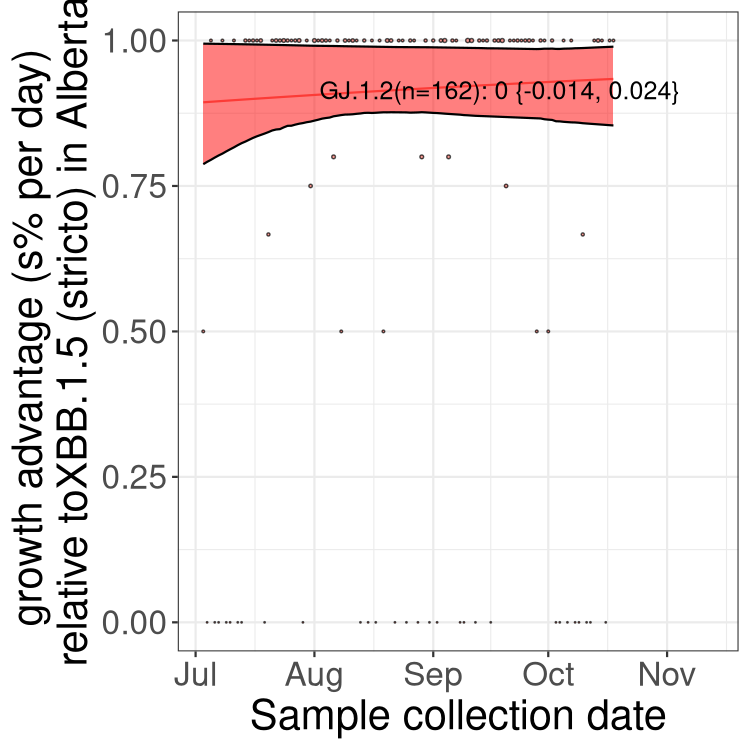 growth advantage (s% per day)
relative toXBB.1.5 (stricto) in Alberta
1.00
0.75
0.50
0.25
0.00
GJ.1.2(n=162): 0 {-0.014, 0.024}
Jul Aug Sep Oct Nov
Sample collection date